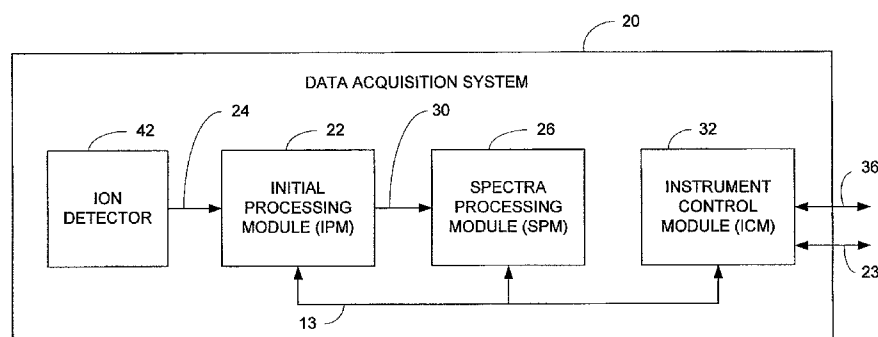 20
DATA ACQUISITION SYSTEM
42
24
22
30
26
32
36
ION
DETECTOR
INITIAL
PROCESSING
MODULE (IPM)
SPECTRA
PROCESSING
MODULE (SPM)
INSTRUMENT
CONTROL
MODULE (ICM)
23
13